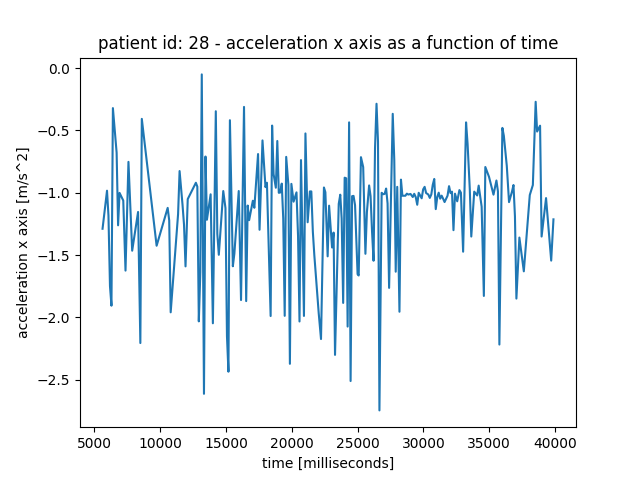 patient id: 28 - acceleration x axis as a function of time
acceleration x axis [m/s^2]
0.0
−0.5
−1.0
−1.5
−2.0
−2.5
5000 10000 15000 20000 25000 30000 35000 40000
time [milliseconds]